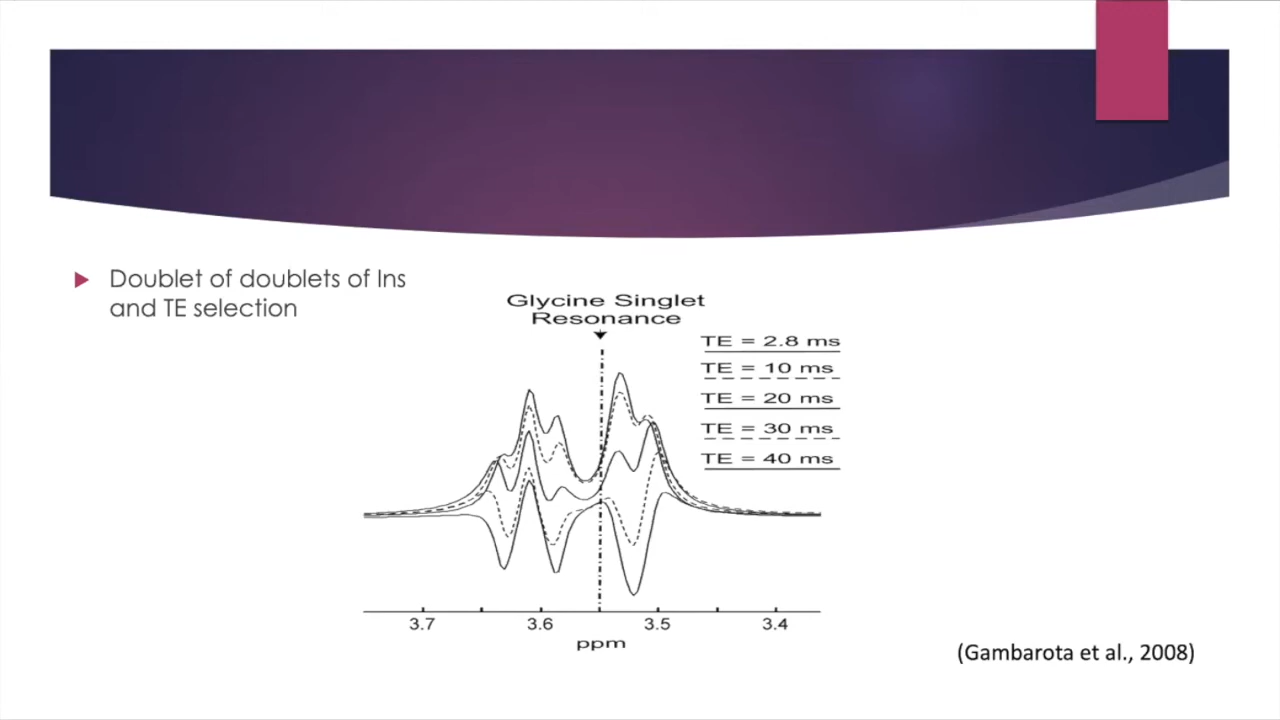 Doublet of doublets of Ins
and TE selection
Glycine Singlet
Resonance
TE = 2.8 ms
TE = 10 ms
TE = 20 ms
TE = 30 ms
TE = 40 ms
3.7 3.6 3.5 3.4
ppm
(Gambarota et al., 2008)